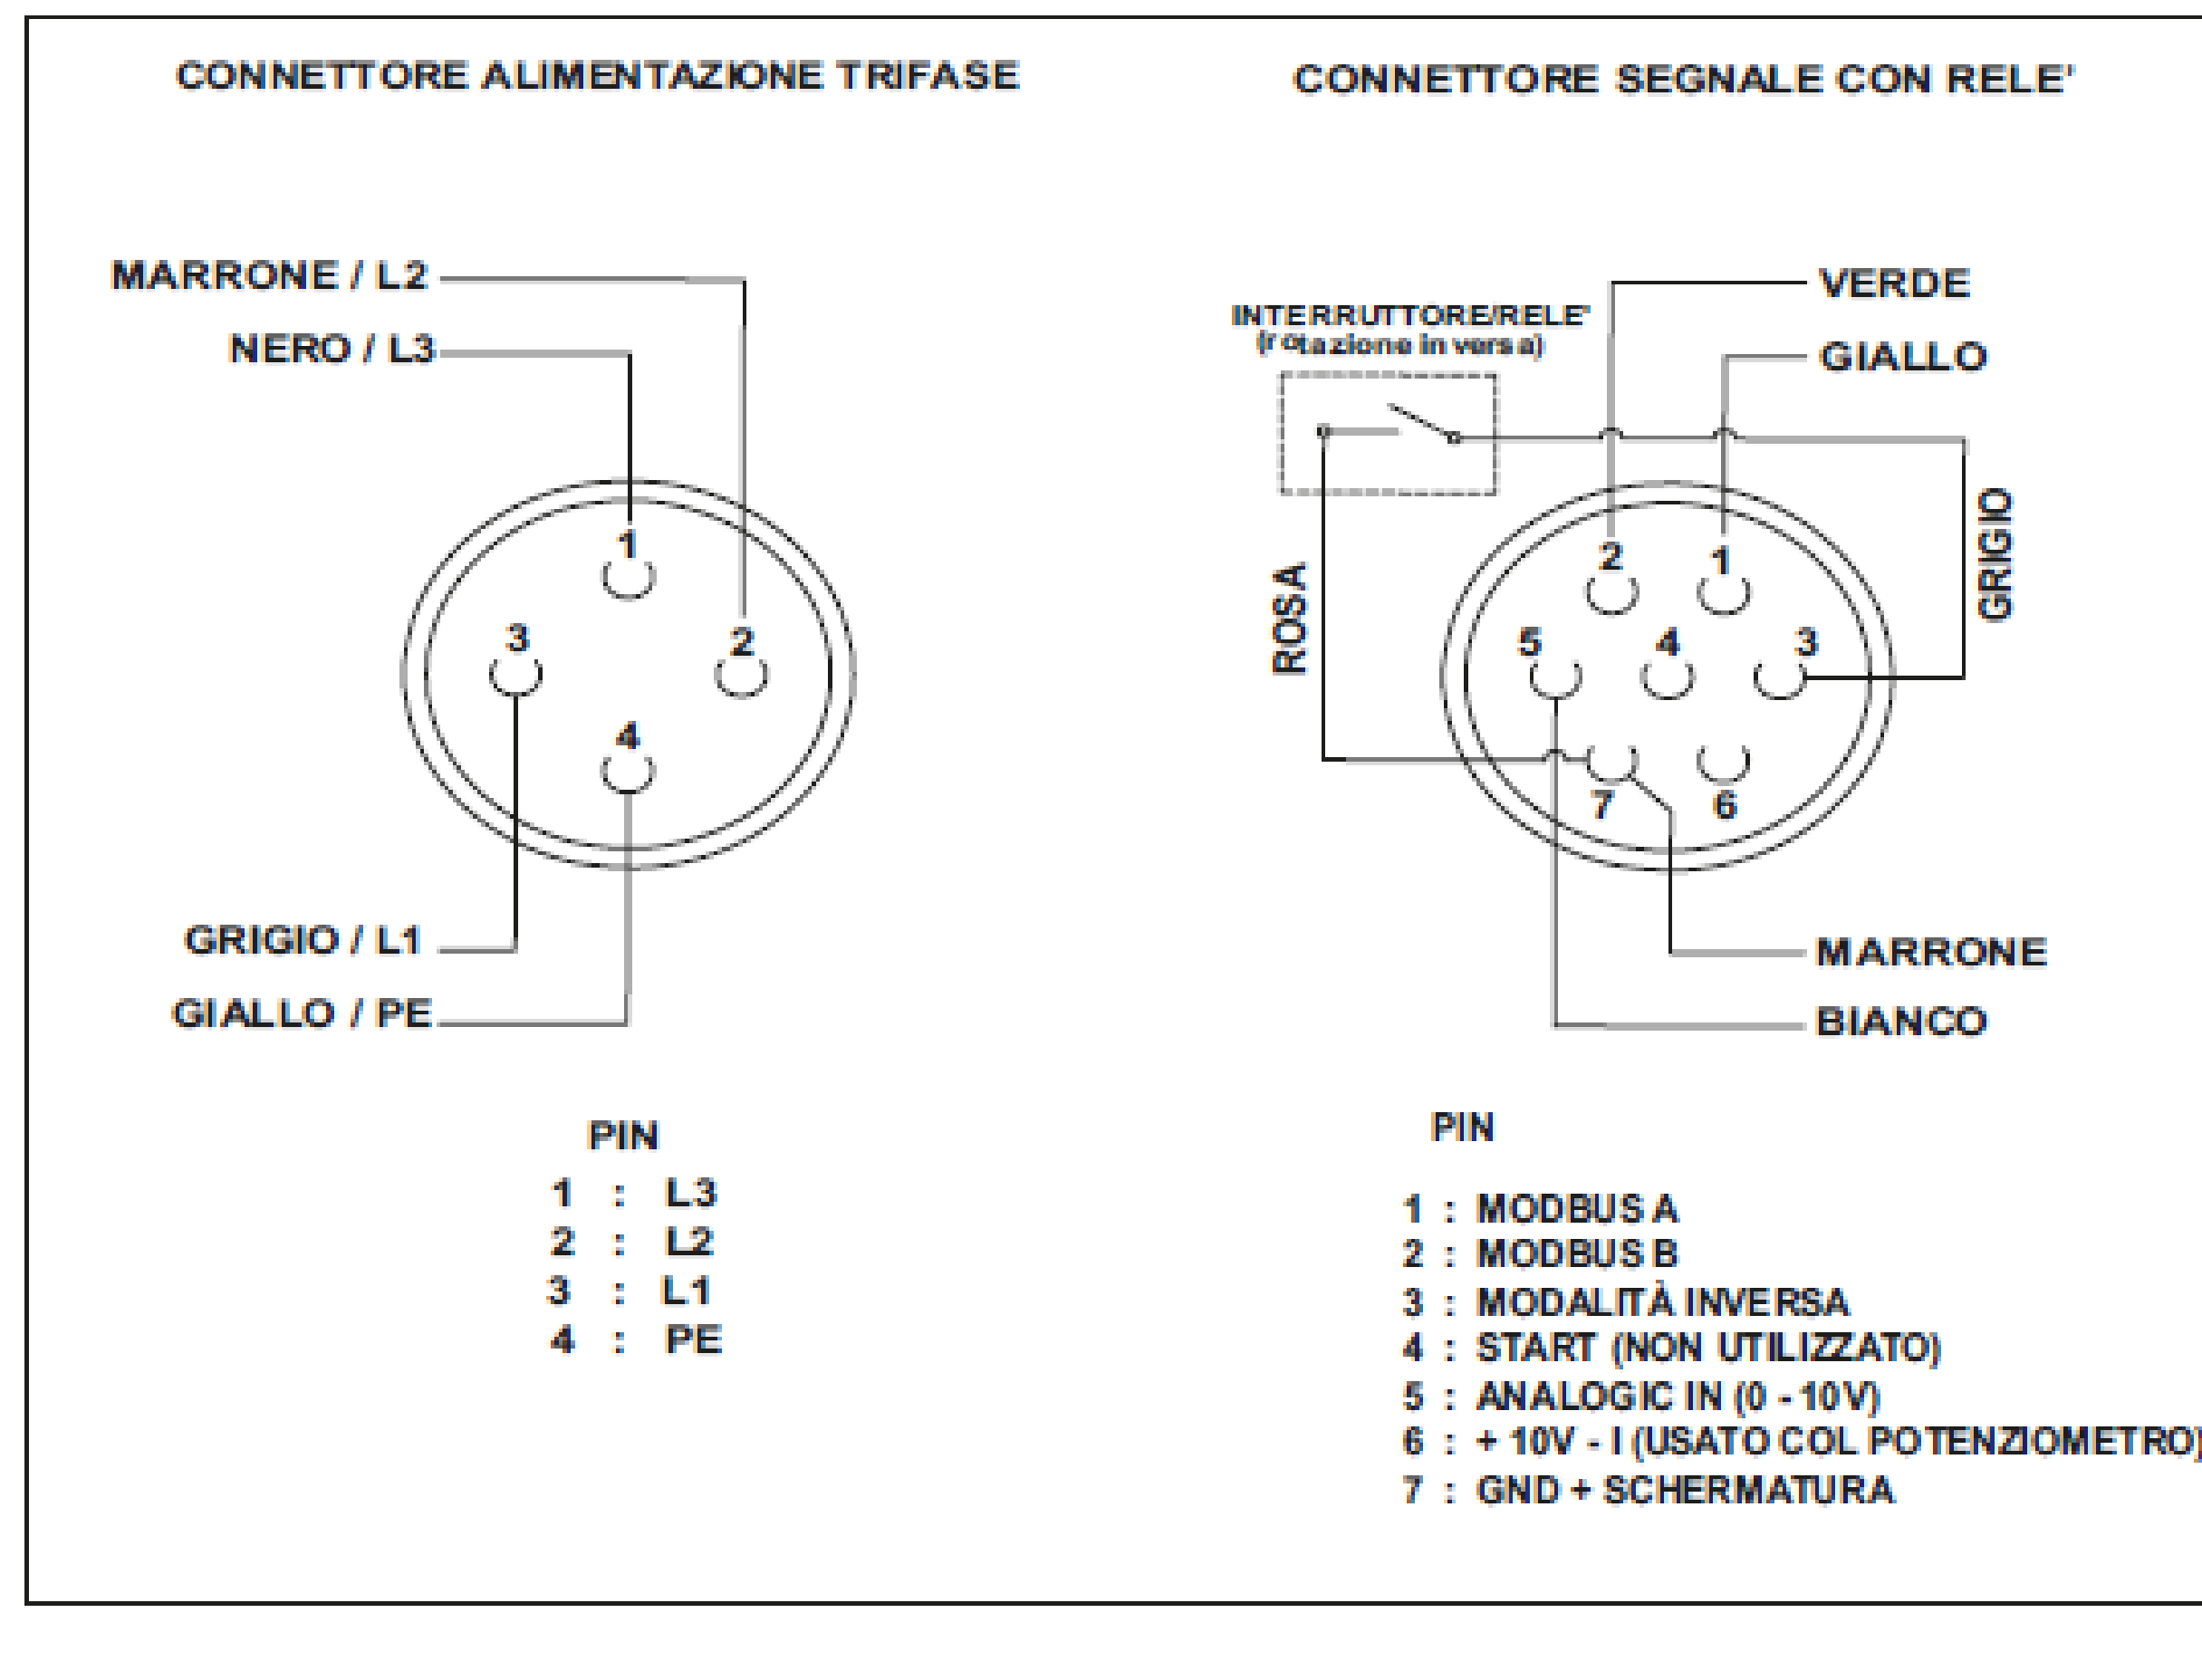 CONNETTORE ALIMENTAZIONE TRIFASE
MARRONE / L2
NERO / L3
1
3
2
4
GRIGIO / L1
GIALLO / PE
PIN
1 : L3
2 : L2
3 : L1
4 : PE
CONNETTORE SEGNALE CON RELE'
VERDE
INTERRUTTORE/RELE'
(rotazione inversa)
GIALLO
GRIGIO
ROSA
2
1
5
4
3
7
6
MARRONE
BIANCO
PIN
1 : MODBUS A
2 : MODBUS B
3 : MODALITÀ INVERSA
4 : START (NON UTILIZZATO)
5 : ANALOGIC IN (0 - 10V)
6 : + 10V - I (USATO COL POTENZIOMETRO)
7 : GND + SCHERMATURA